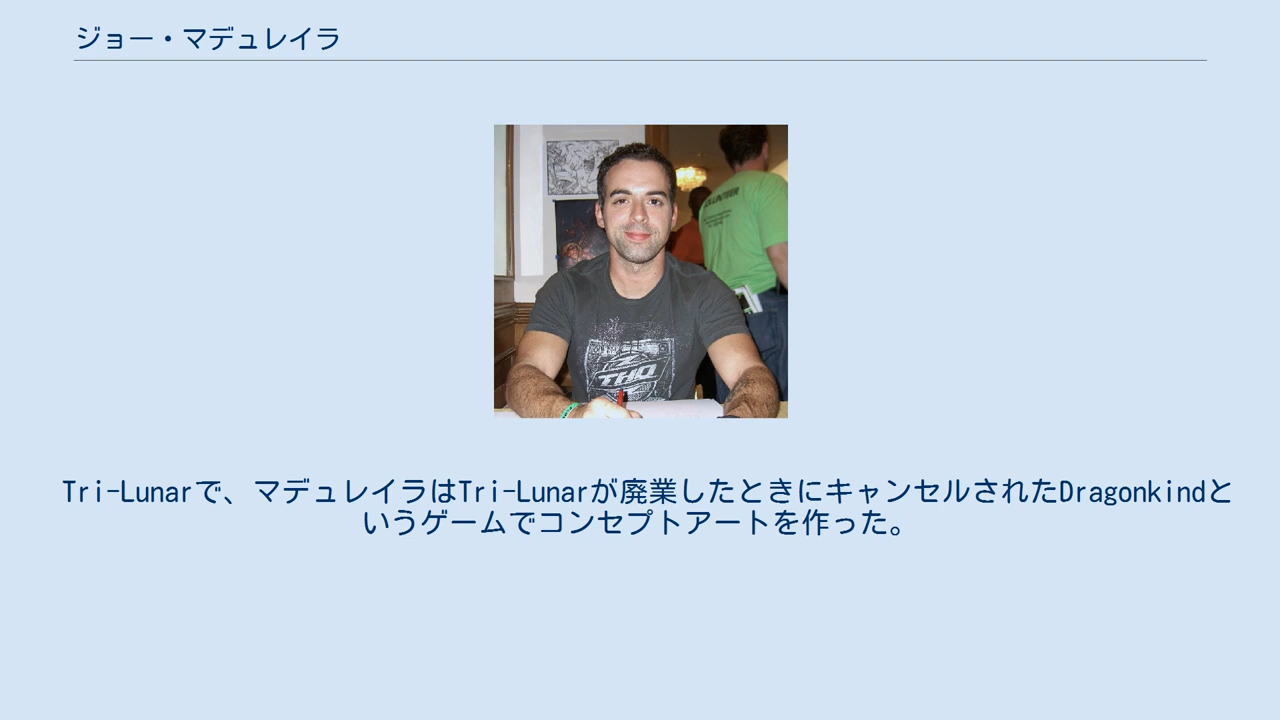 ジョー・マデュレイラ
VOLUNTEER
THQ
Tri-Lunarで、マデュレイラはTri-Lunarが廃業したときにキャンセルされたDragonkindと
いうゲームでコンセプトアートを作った。